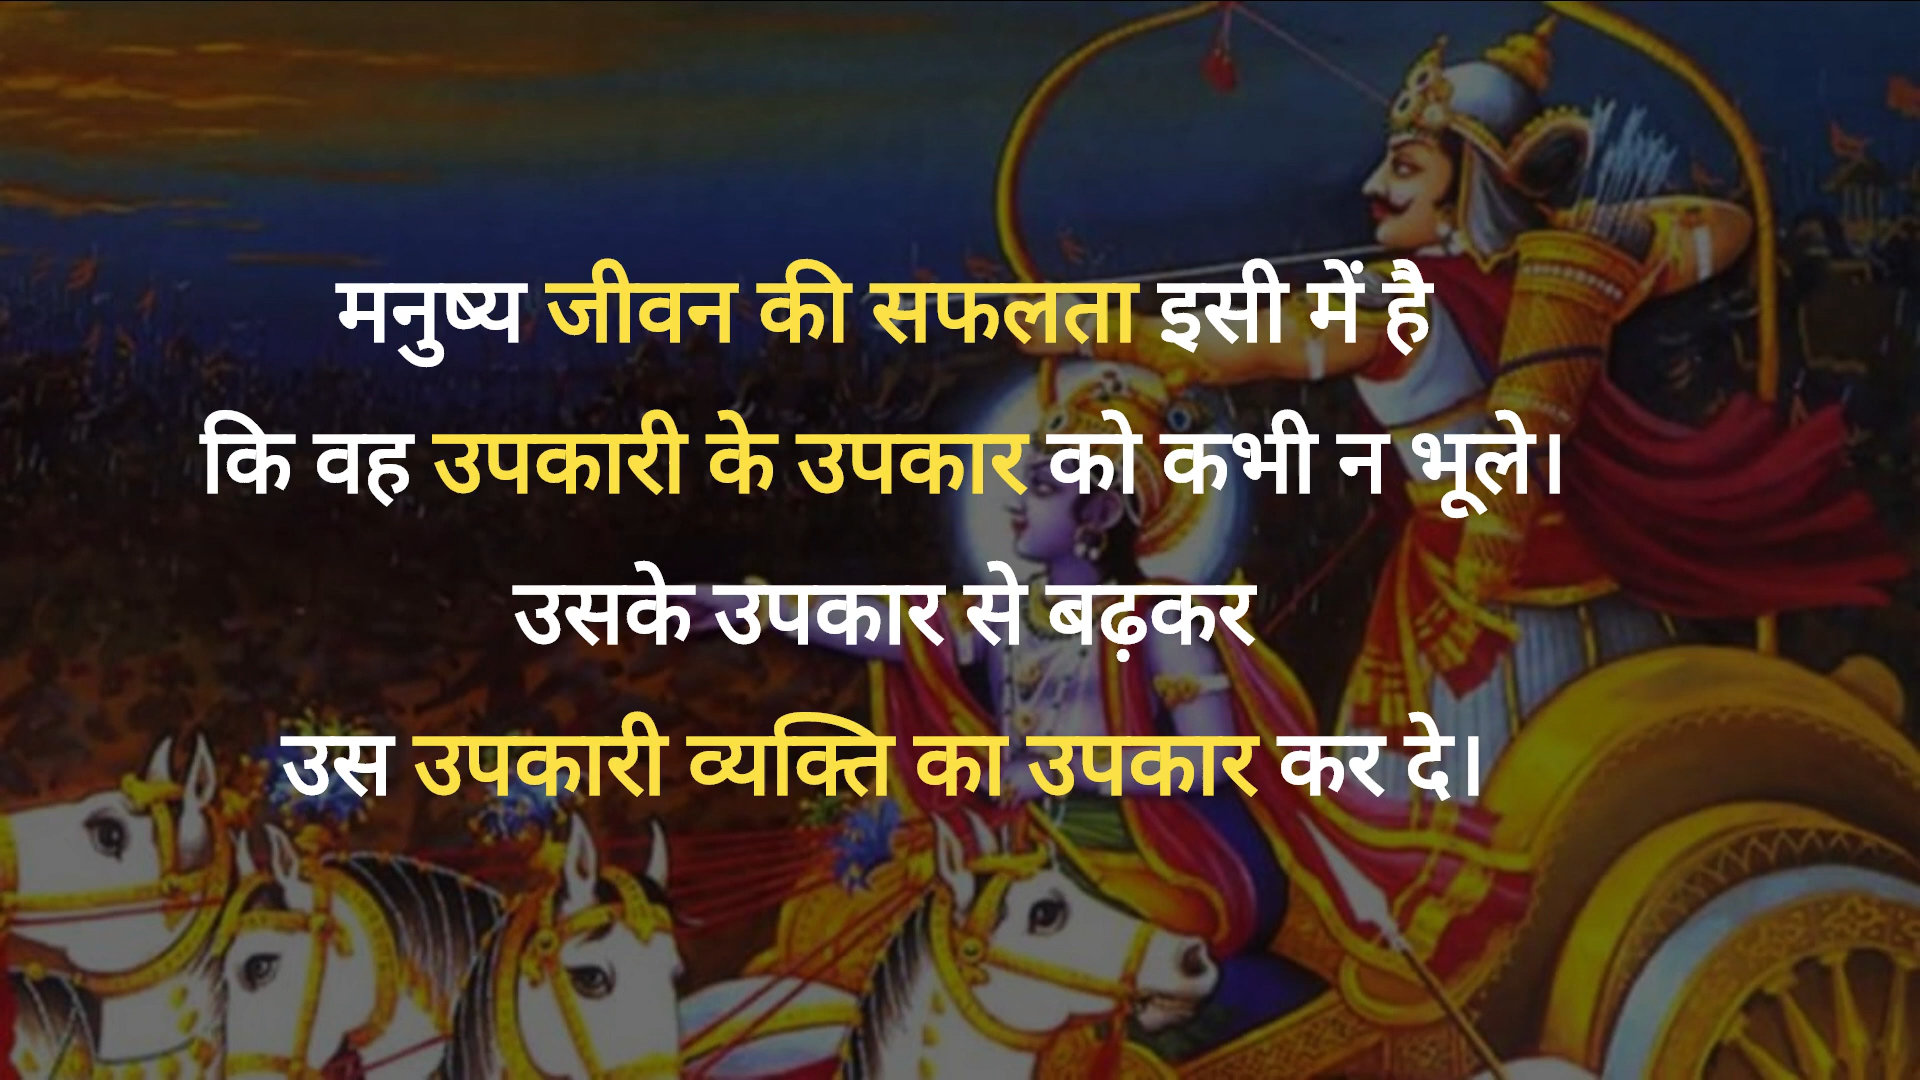 मनुष्य जीवन की सफलता इसी में है
कि वह उपकारी के उपकार को कभी न भूले।
उसके उपकार से बढ़कर
उस उपकारी व्यक्ति का उपकार कर दे।